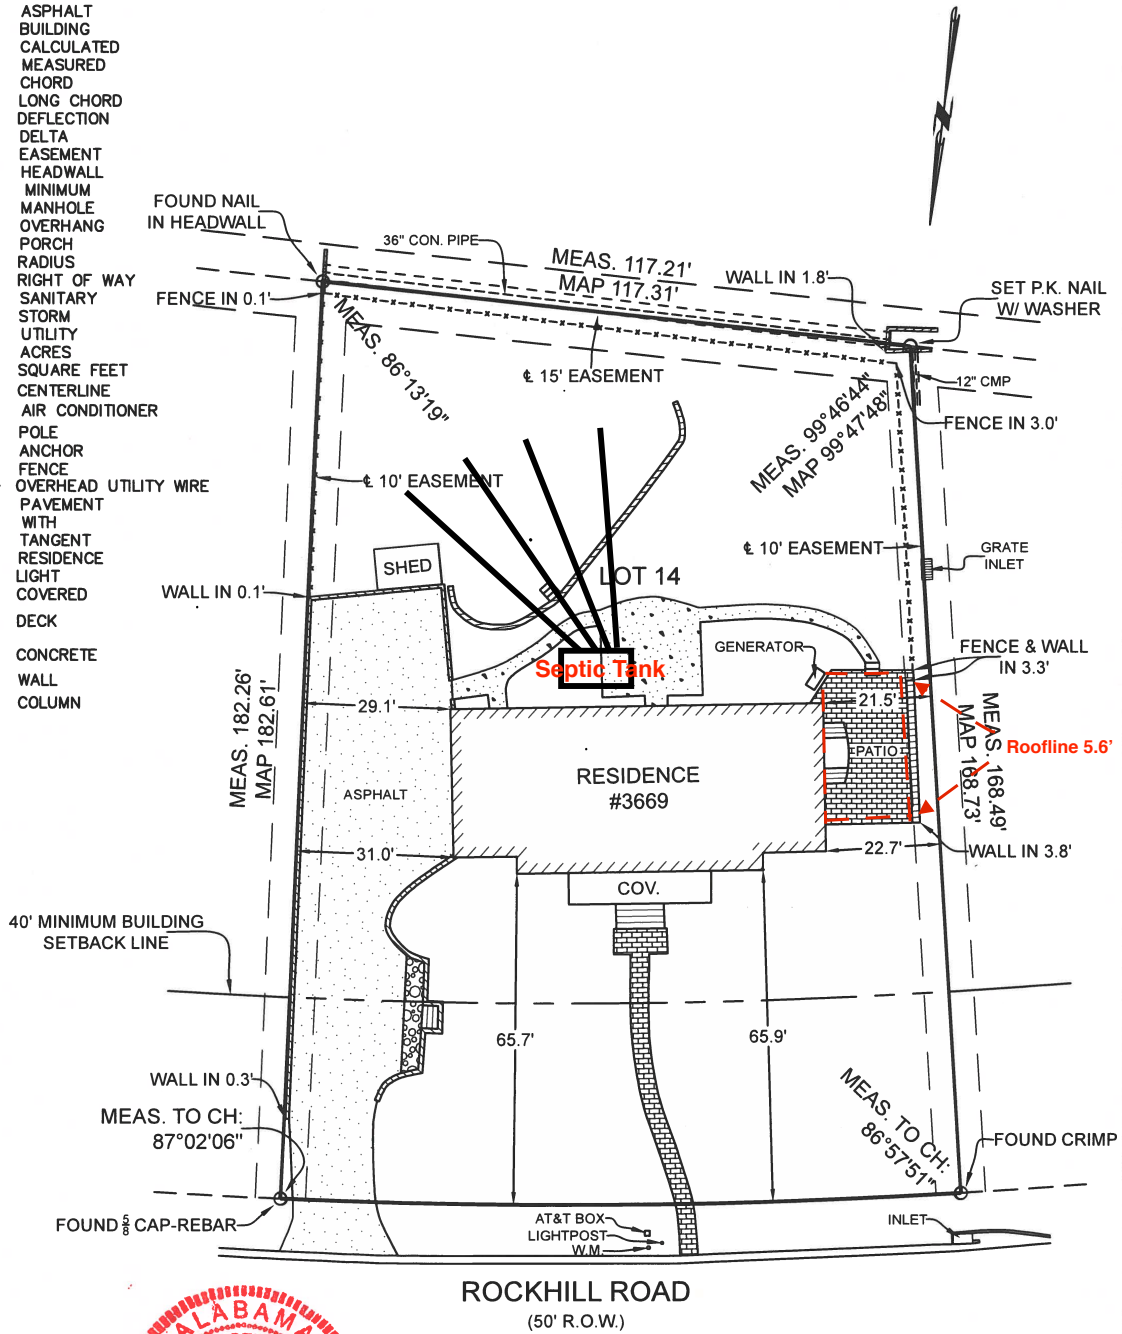 ASPHALT
BUILDING
CALCULATED
MEASURED
CHORD
LONG CHORD
DEFLECTION
DELTA
EASEMENT
HEADWALL
MINIMUM
MANHOLE
OVERHANG
PORCH
RADIUS
RIGHT OF WAY
SANITARY
STORM
UTILITY
ACRES
SQUARE FEET
CENTERLINE
AIR CONDITIONER
POLE
ANCHOR
FENCE
OVERHEAD UTILITY WIRE
PAVEMENT
WITH
TANGENT
RESIDENCE
LIGHT
COVERED
DECK
CONCRETE
WALL
COLUMN
FOUND NAIL
IN HEADWALL
36" CON. PIPE
MEAS. 117.21'
MAP 117.31'
WALL IN 1.8'
SET P.K. NAIL
W/ WASHER
FENCE IN 0.1'
MEAS. 86°13'19"
℄ 15' EASEMENT
12" CMP
MEAS. 99°46'44"
MAP 99°47'48"
FENCE IN 3.0'
℄ 10' EASEMENT
℄ 10' EASEMENT
GRATE
INLET
SHED
LOT 14
WALL IN 0.1'
GENERATOR
FENCE & WALL
IN 3.3'
Septic Tank
MEAS. 182.26'
MAP 182.61'
29.1'
21.5'
MEAS. 168.49'
MAP 168.73'
Roofline 5.6'
PATIO
RESIDENCE
#3669
ASPHALT
31.0'
22.7'
WALL IN 3.8'
COV.
40' MINIMUM BUILDING
SETBACK LINE
65.7'
65.9'
WALL IN 0.3'
MEAS. TO CH:
87°02'06"
MEAS. TO CH:
86°57'51"
FOUND CRIMP
FOUND 5/8 CAP-REBAR
AT&T BOX
LIGHTPOST
W.M.
INLET
ROCKHILL ROAD
(50' R.O.W.)
ALABAMA